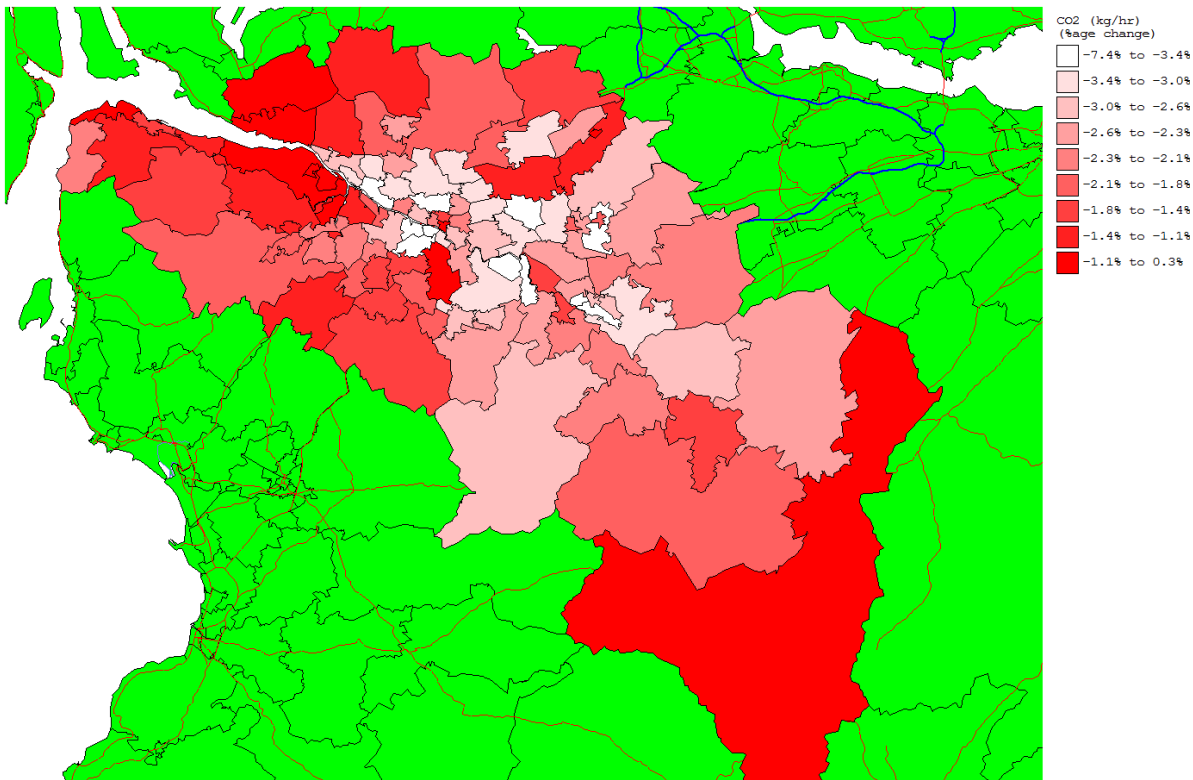 CO2 (kg/hr)
(%age change)
-7.4% to -3.4%
-3.4% to -3.0%
-3.0% to -2.6%
-2.6% to -2.3%
-2.3% to -2.1%
-2.1% to -1.8%
-1.8% to -1.4%
-1.4% to -1.1%
-1.1% to 0.3%